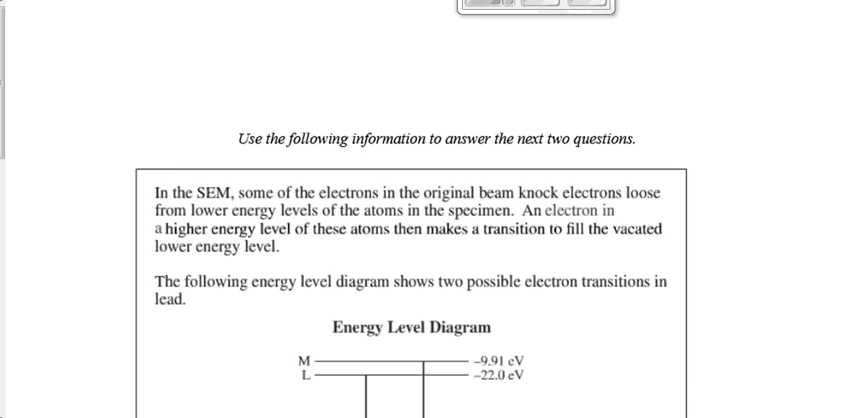 Use the following information to answer the next two questions.
In the SEM, some of the electrons in the original beam knock electrons loose
from lower energy levels of the atoms in the specimen. An electron in
a higher energy level of these atoms then makes a transition to fill the vacated
lower energy level.
The following energy level diagram shows two possible electron transitions in
lead.
Energy Level Diagram
M –9.91 eV
L –22.0 eV